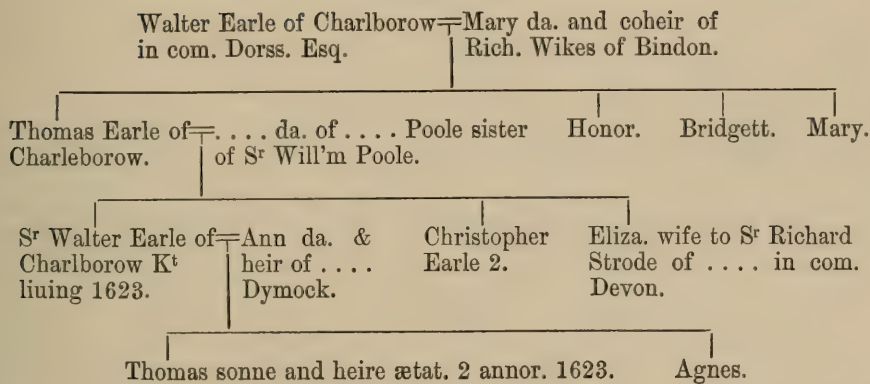 Walter Earle of Charlborow=Mary da. and coheir of
in com. Dorss. Esq. Rich. Wikes of Bindon.
Thomas Earle of=. . . . da. of . . . . Poole sister Honor. Bridgett. Mary.
Charleborow. of Sʳ Will'm Poole.
Sʳ Walter Earle of=Ann da. & Christopher Eliza. wife to Sʳ Richard
Charlborow Kᵗ heir of . . . . Earle 2. Strode of . . . . in com.
liuing 1623. Dymock. Devon.
Thomas sonne and heire ætat. 2 annor. 1623. Agnes.